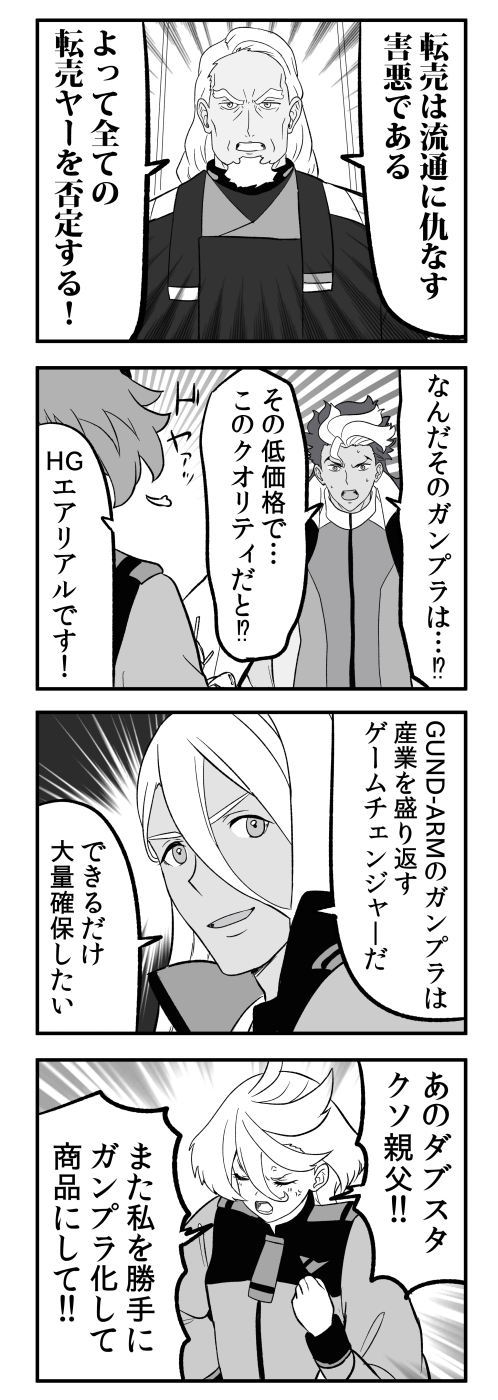 転売は流通に仇なす
害悪である
よって全ての
転売ヤーを否定する！
なんだそのガンプラは…⁉
その低価格で…
このクオリティだと⁉
ドヤっ
HGエアリアルです！
GUND-ARMのガンプラは
産業を盛り返す
ゲームチェンジャーだ
できるだけ
大量確保したい
あのダブスタ
クソ親父‼
また私を勝手に
ガンプラ化して
商品にして‼